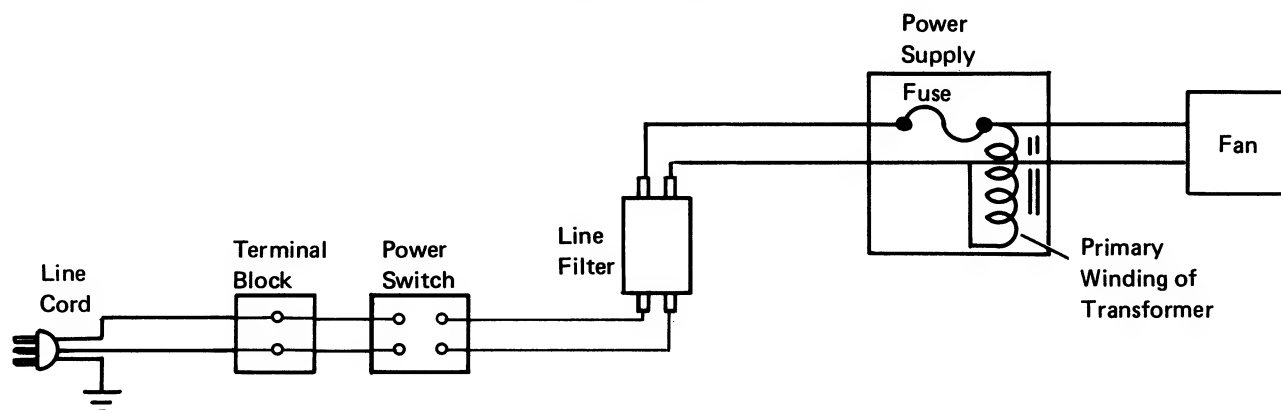 Power
Supply
Fuse
Fan
Line
Filter
Primary
Winding of
Transformer
Terminal
Block
Power
Switch
Line
Cord